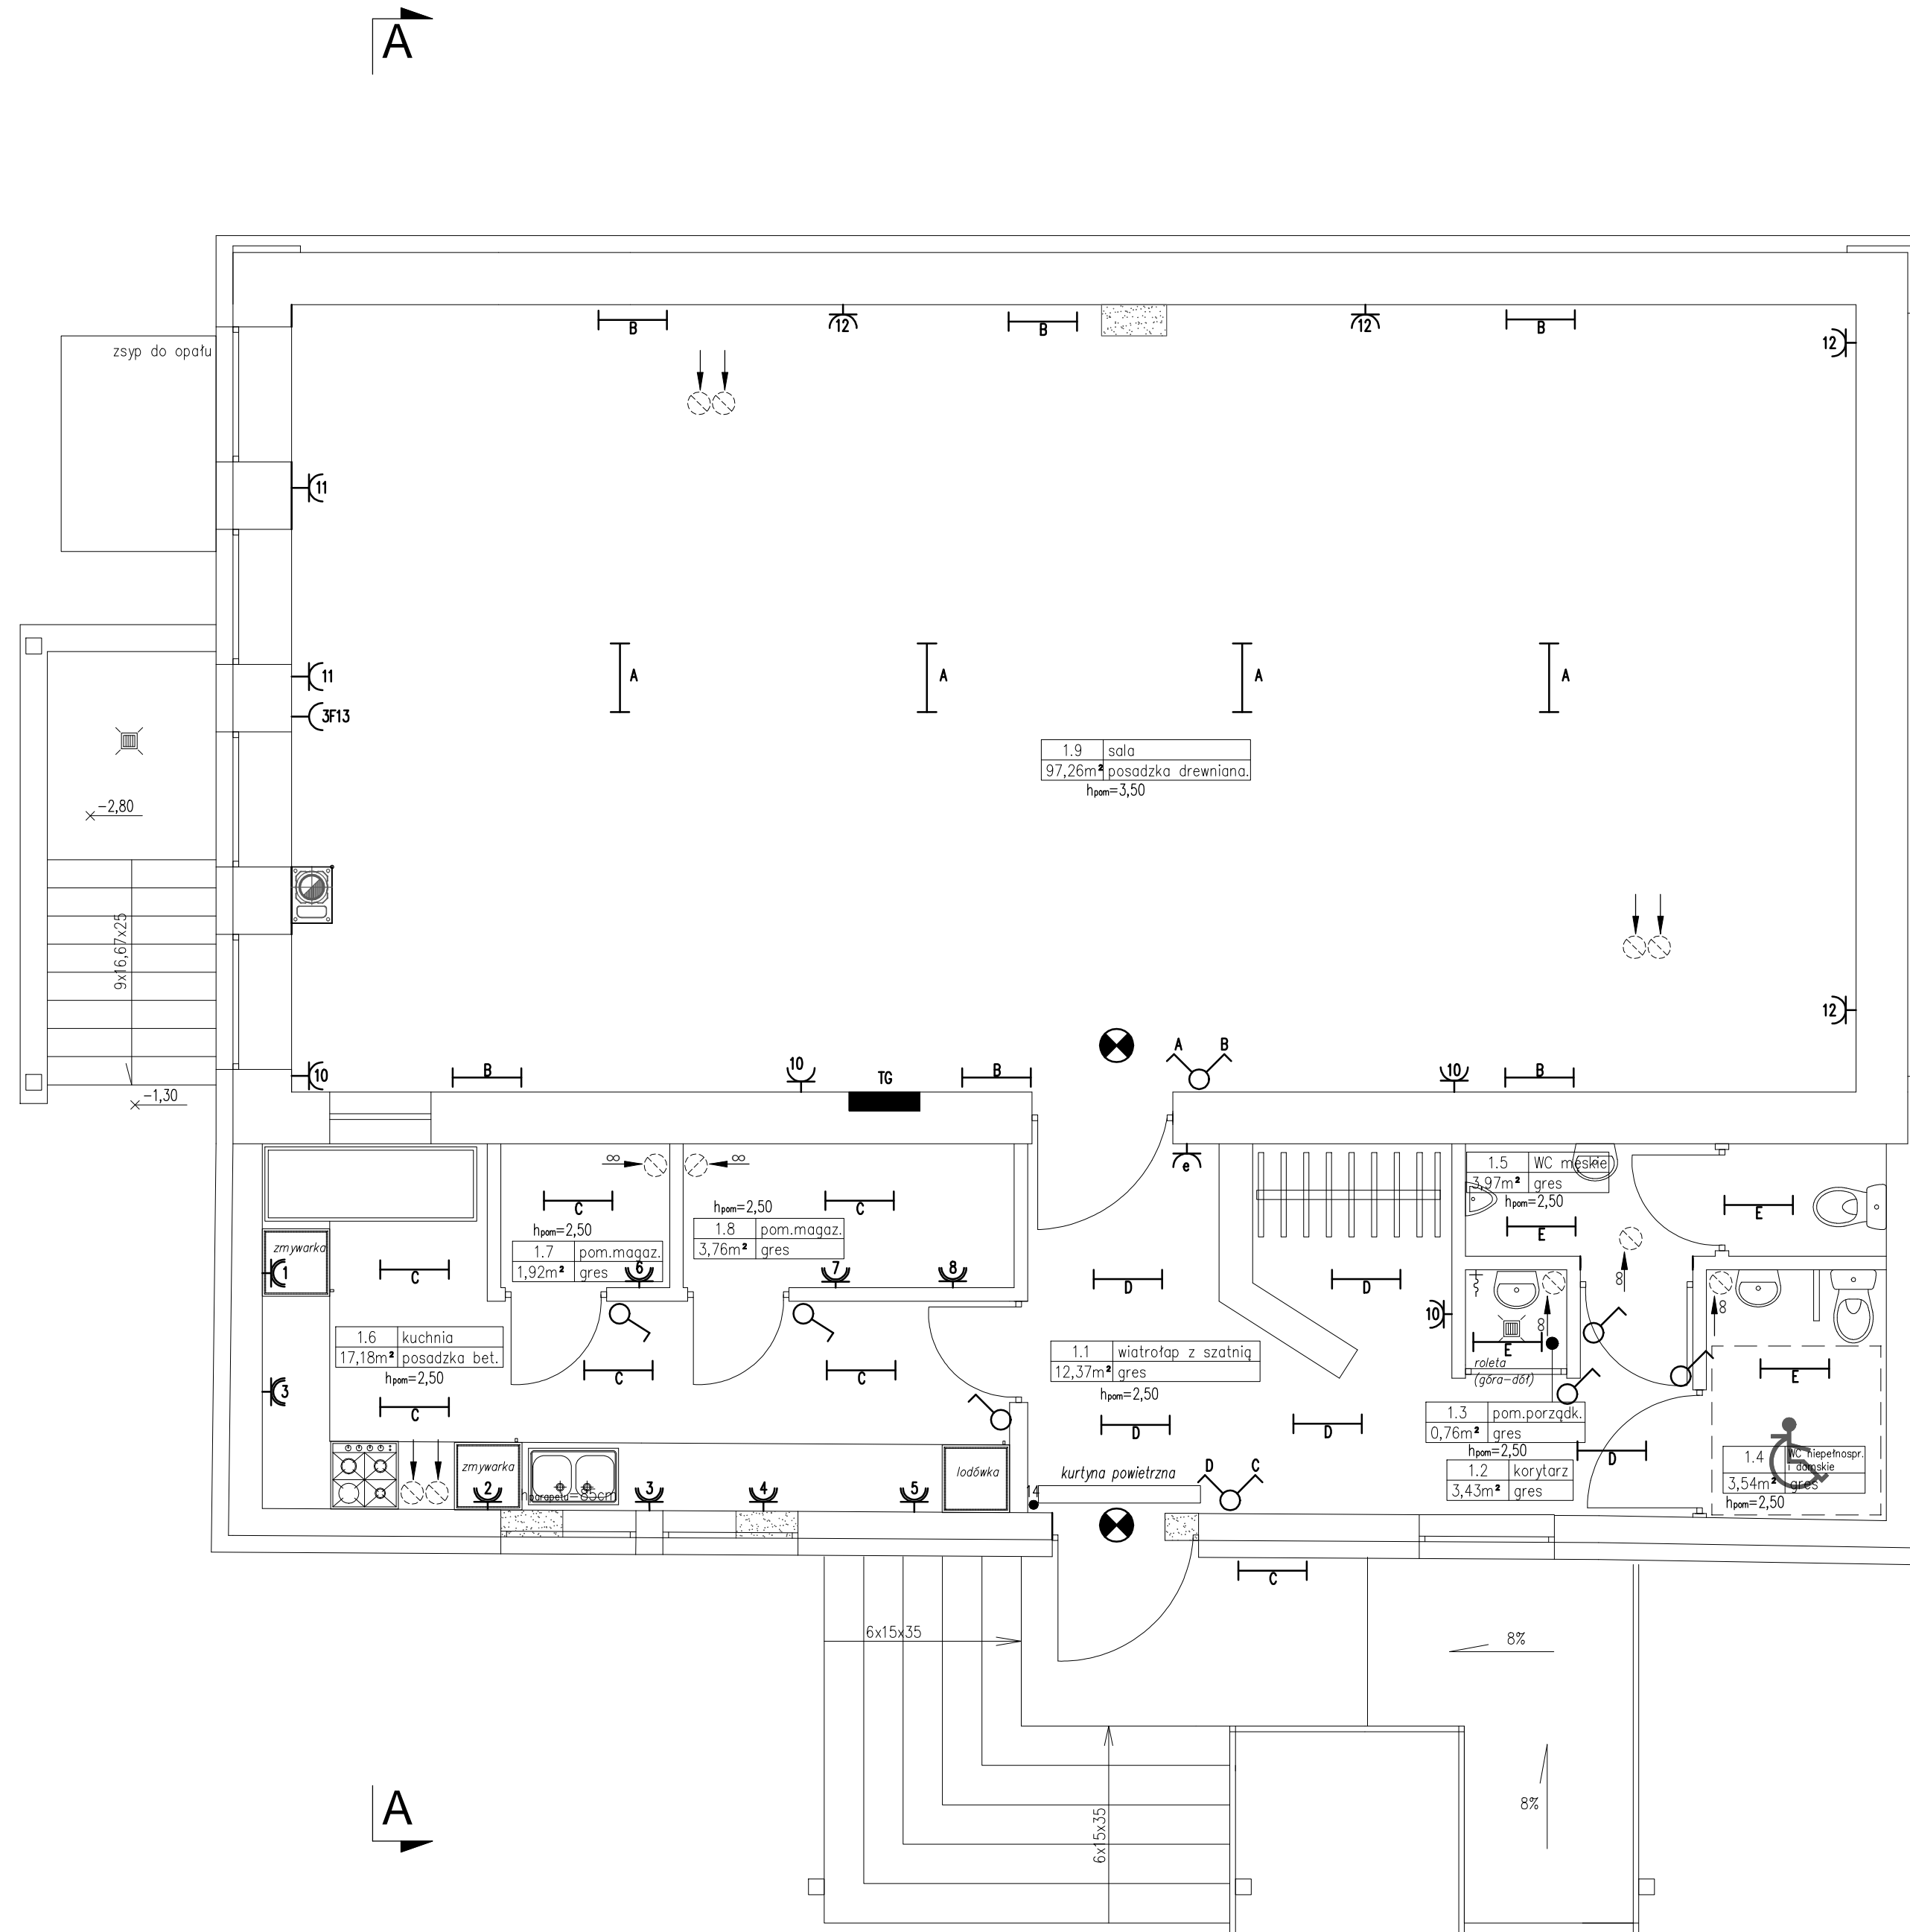 A
B
12
B
12
B
12
zsyp do opału
11
11
3F13
A
A
A
A
1.9 sala
97,26m² posadzka drewniana.
hpom=3,50
-2,80
9x16,67x25
-1,30
12
A B
10
B
10
TG
B
10
B
e
1.5 WC męskie
3,97m² gres
hpom=2,50
E
E
8
zmywarka
1
C
∞
∞
C
hpom=2,50
1.7 pom.magaz.
1,92m² gres
6
C
hpom=2,50
1.8 pom.magaz.
3,76m² gres
7
8
D
D
10
8
E
roleta
(góra-dół)
8
E
1.6 kuchnia
17,18m² posadzka bet.
hpom=2,50
3
C
C
C
1.1 wiatrołap z szatnią
12,37m² gres
hpom=2,50
D
D
1.3 pom.porządk.
0,76m² gres
hpom=2,50
1.2 korytarz
3,43m² gres
D
1.4 WC niepełnospr.
i damskie
3,54m² gres
hpom=2,50
zmywarka
2
hparapetu=85cm
3
4
5
lodówka
kurtyna powietrzna
14
D C
C
6x15x35
8%
6x15x35
8%
A